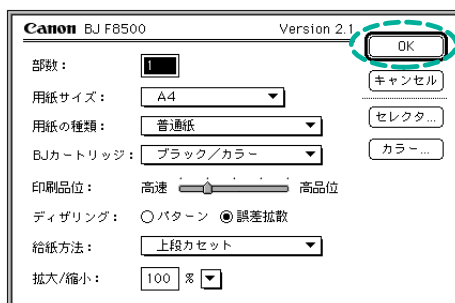 Canon BJ F8500 Version 2.1
OK
部数: 1
キャンセル
用紙サイズ: A4
セレクタ...
用紙の種類: 普通紙
BJカートリッジ: ブラック/カラー
カラー...
印刷品位: 高速 高品位
ディザリング: パターン 誤差拡散
給紙方法: 上段カセット
拡大/縮小: 100 %